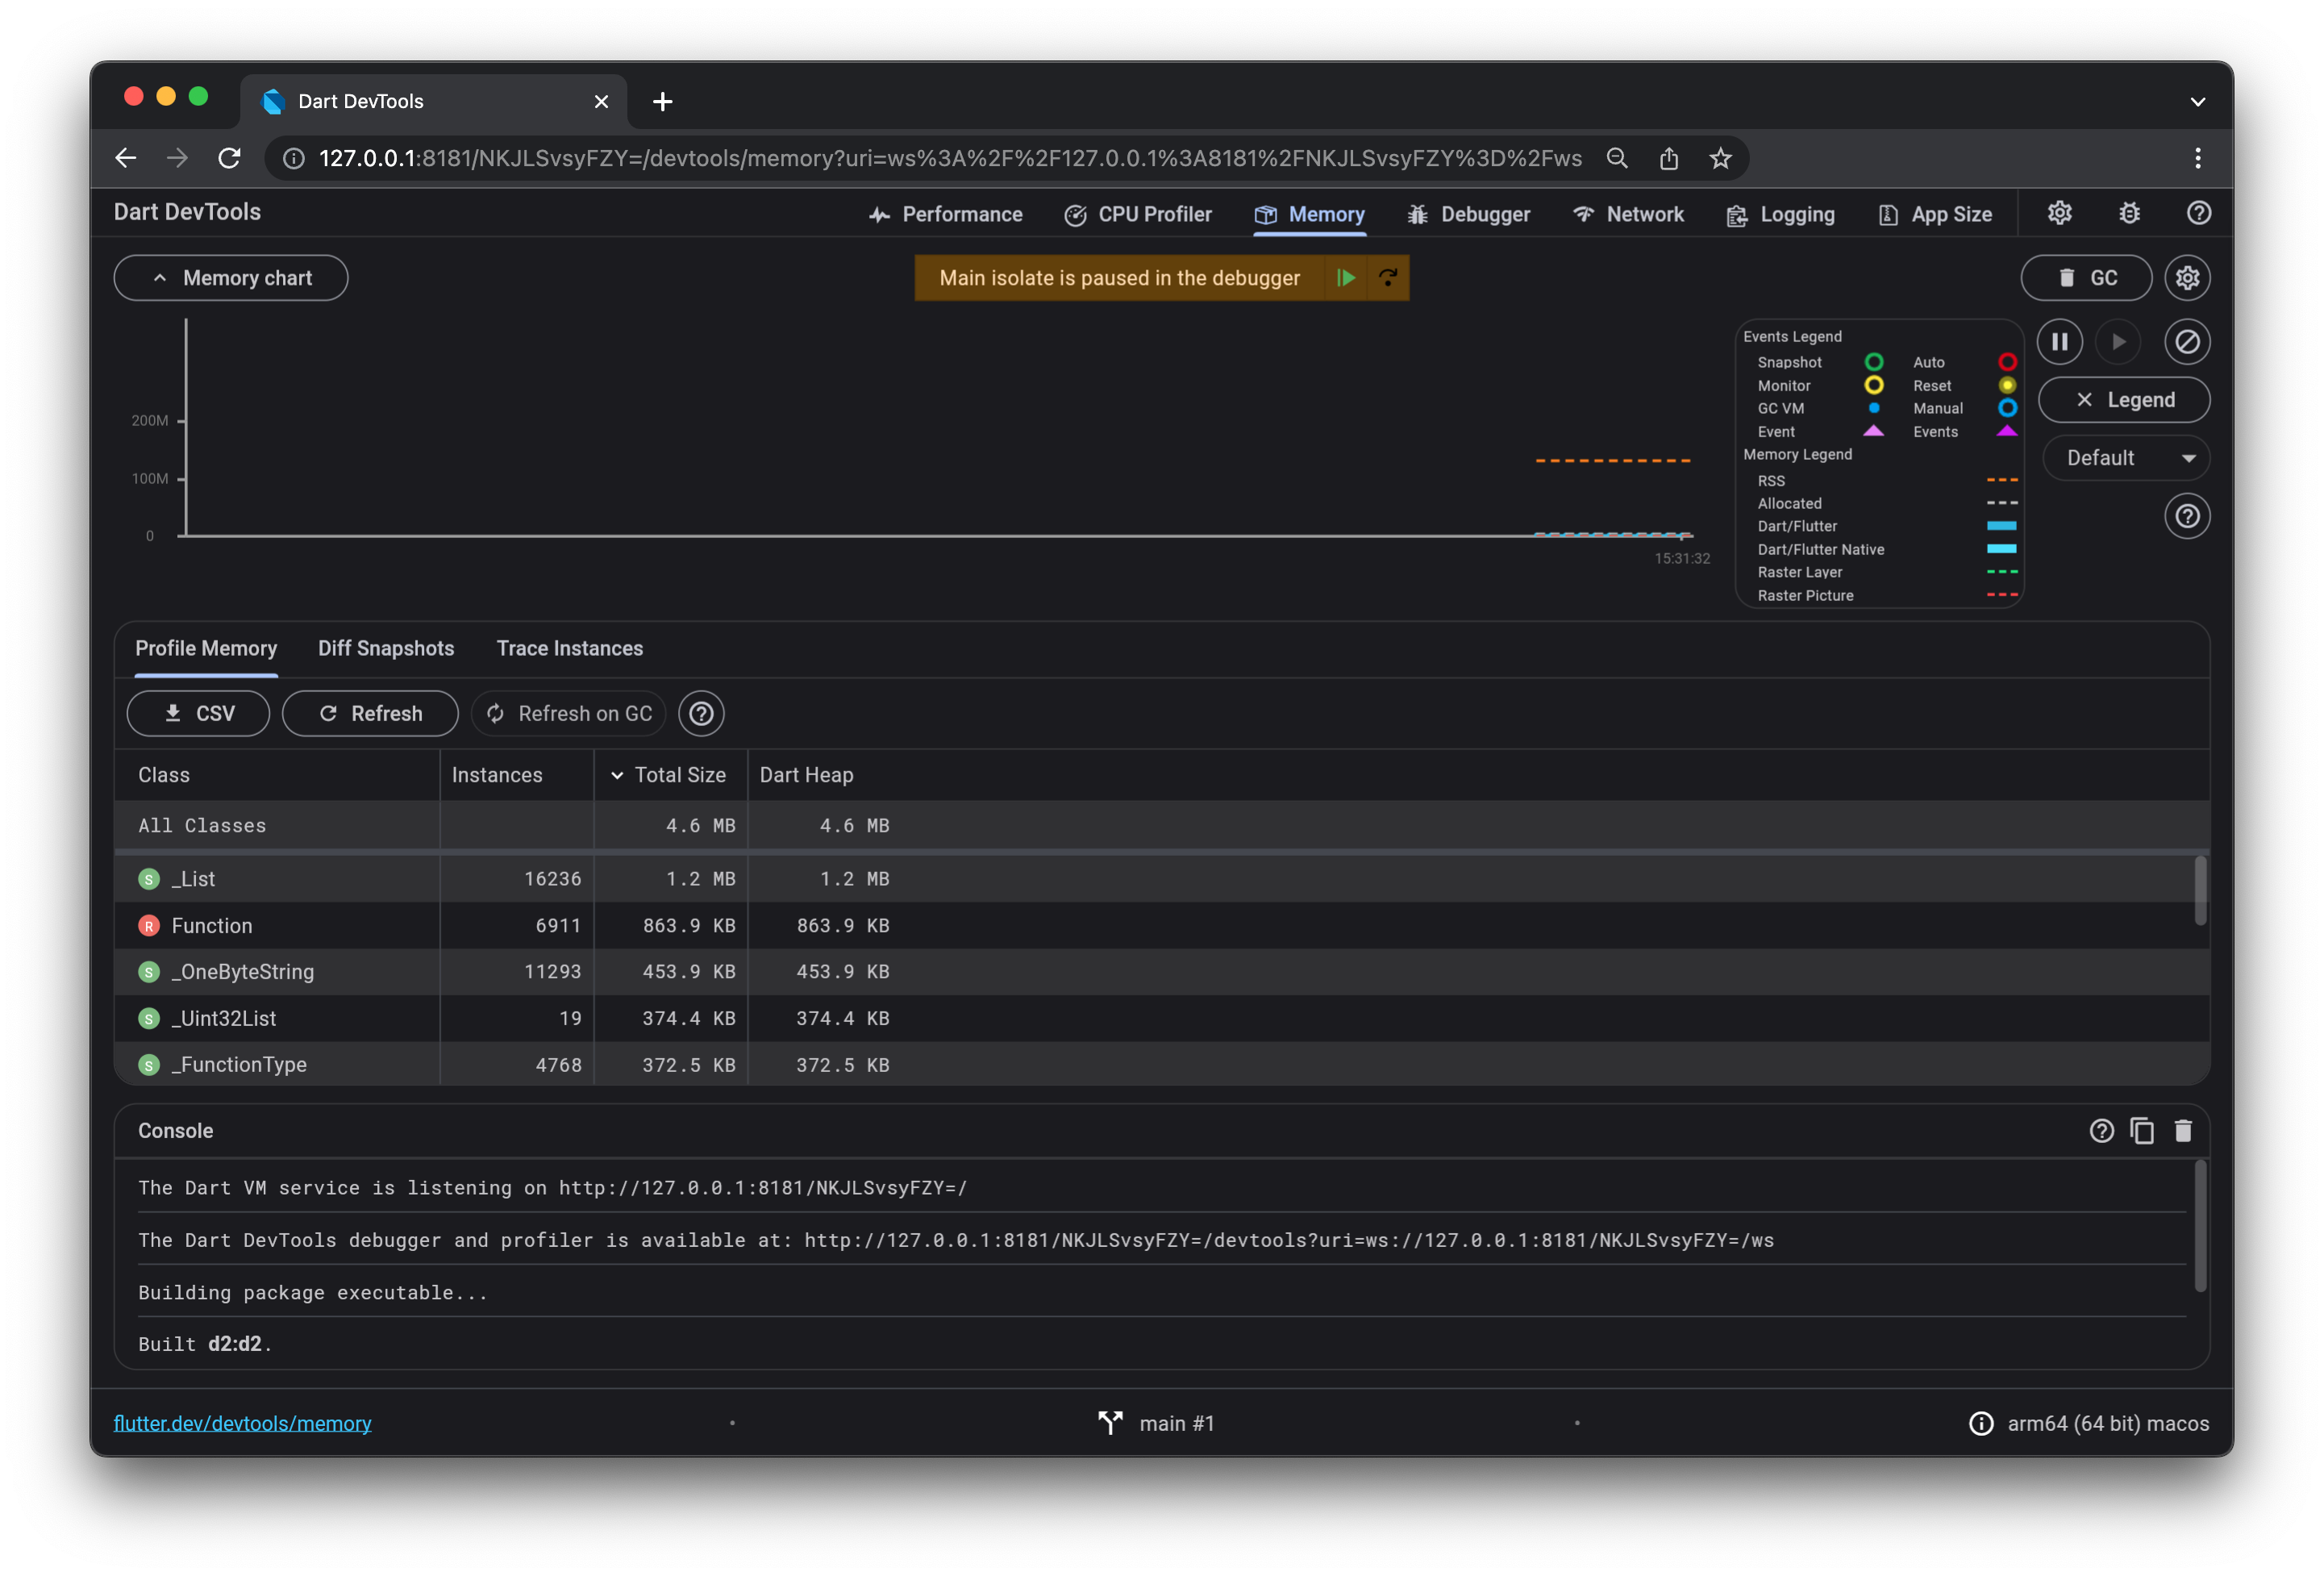 Dart DevTools
127.0.0.1:8181/NKJLSvsyFZY=/devtools/memory?uri=ws%3A%2F%2F127.0.0.1%3A8181%2FNKJLSvsyFZY%3D%2Fws
Dart DevTools Performance CPU Profiler Memory Debugger Network Logging App Size
Memory chart Main isolate is paused in the debugger GC
200M
100M
0
15:31:32
Events Legend
Snapshot Auto
Monitor Reset
GC VM Manual
Event Events
Memory Legend
RSS
Allocated
Dart/Flutter
Dart/Flutter Native
Raster Layer
Raster Picture
Legend
Default
Profile Memory Diff Snapshots Trace Instances
CSV Refresh Refresh on GC
Class Instances Total Size Dart Heap
All Classes 4.6 MB 4.6 MB
S _List 16236 1.2 MB 1.2 MB
R Function 6911 863.9 KB 863.9 KB
S _OneByteString 11293 453.9 KB 453.9 KB
S _Uint32List 19 374.4 KB 374.4 KB
S _FunctionType 4768 372.5 KB 372.5 KB
Console
The Dart VM service is listening on http://127.0.0.1:8181/NKJLSvsyFZY=/
The Dart DevTools debugger and profiler is available at: http://127.0.0.1:8181/NKJLSvsyFZY=/devtools?uri=ws://127.0.0.1:8181/NKJLSvsyFZY=/ws
Building package executable...
Built d2:d2.
flutter.dev/devtools/memory • main #1 • arm64 (64 bit) macos